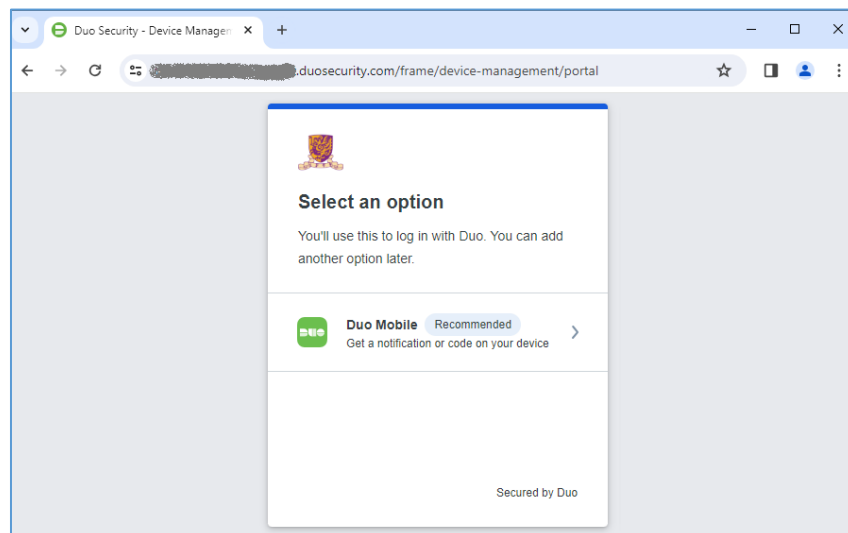 Duo Security - Device Manager
.duosecurity.com/frame/device-management/portal
Select an option
You'll use this to log in with Duo. You can add
another option later.
Duo Mobile Recommended
Get a notification or code on your device
Secured by Duo